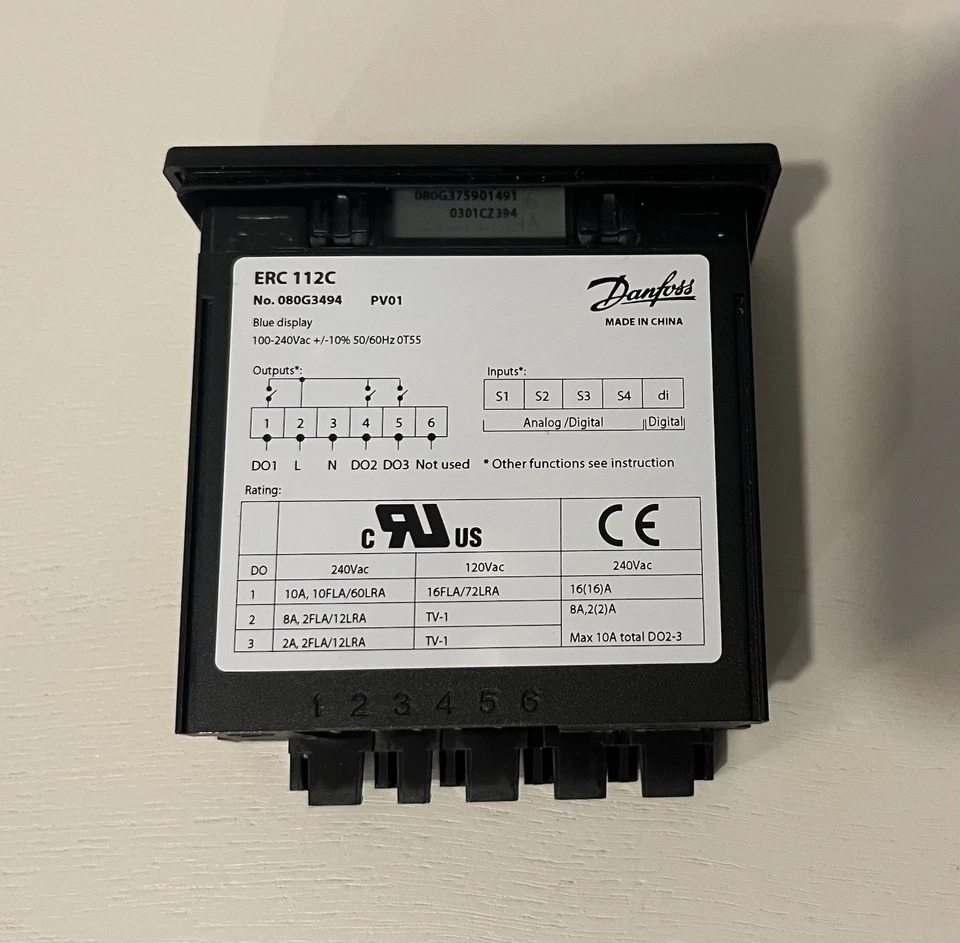 080G375901491
0301CZ394
ERC 112C
No. 080G3494 PV01
Danfoss
MADE IN CHINA
Blue display
100-240Vac +/-10% 50/60Hz 0T55
Outputs*:
1 2 3 4 5 6
DO1 L N DO2 DO3 Not used
Inputs*:
S1 S2 S3 S4 di
Analog /Digital Digital
* Other functions see instruction
Rating:
c RU US CE
DO 240Vac 120Vac 240Vac
1 10A, 10FLA/60LRA 16FLA/72LRA 16(16)A
2 8A, 2FLA/12LRA TV-1 8A,2(2)A
3 2A, 2FLA/12LRA TV-1 Max 10A total DO2-3
1 2 3 4 5 6